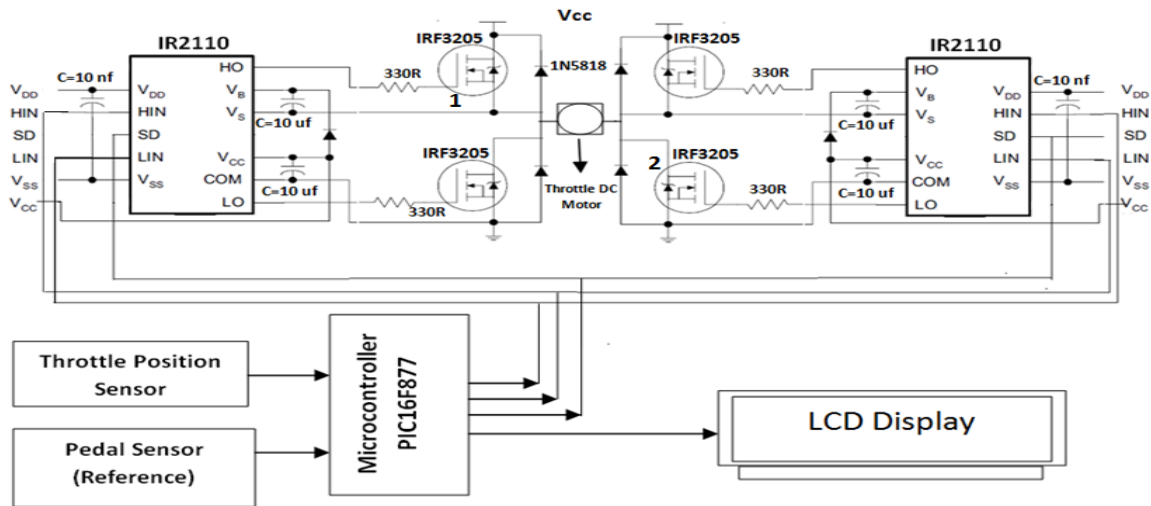 Vcc
IR2110
IRF3205
IRF3205
IR2110
C=10 nf
HO
330R
1
1N5818
330R
HO
C=10 nf
VDD
VDD
VB
VB
VDD
VDD
HIN
HIN
VS
C=10 uf
C=10 uf
VS
HIN
HIN
SD
SD
SD
SD
LIN
LIN
VCC
IRF3205
2
IRF3205
VCC
LIN
LIN
VSS
VSS
COM
C=10 uf
Throttle DC
Motor
330R
C=10 uf
COM
VSS
VSS
VCC
LO
330R
LO
VCC
Throttle Position
Sensor
Pedal Sensor
(Reference)
Microcontroller
PIC16F877
LCD Display